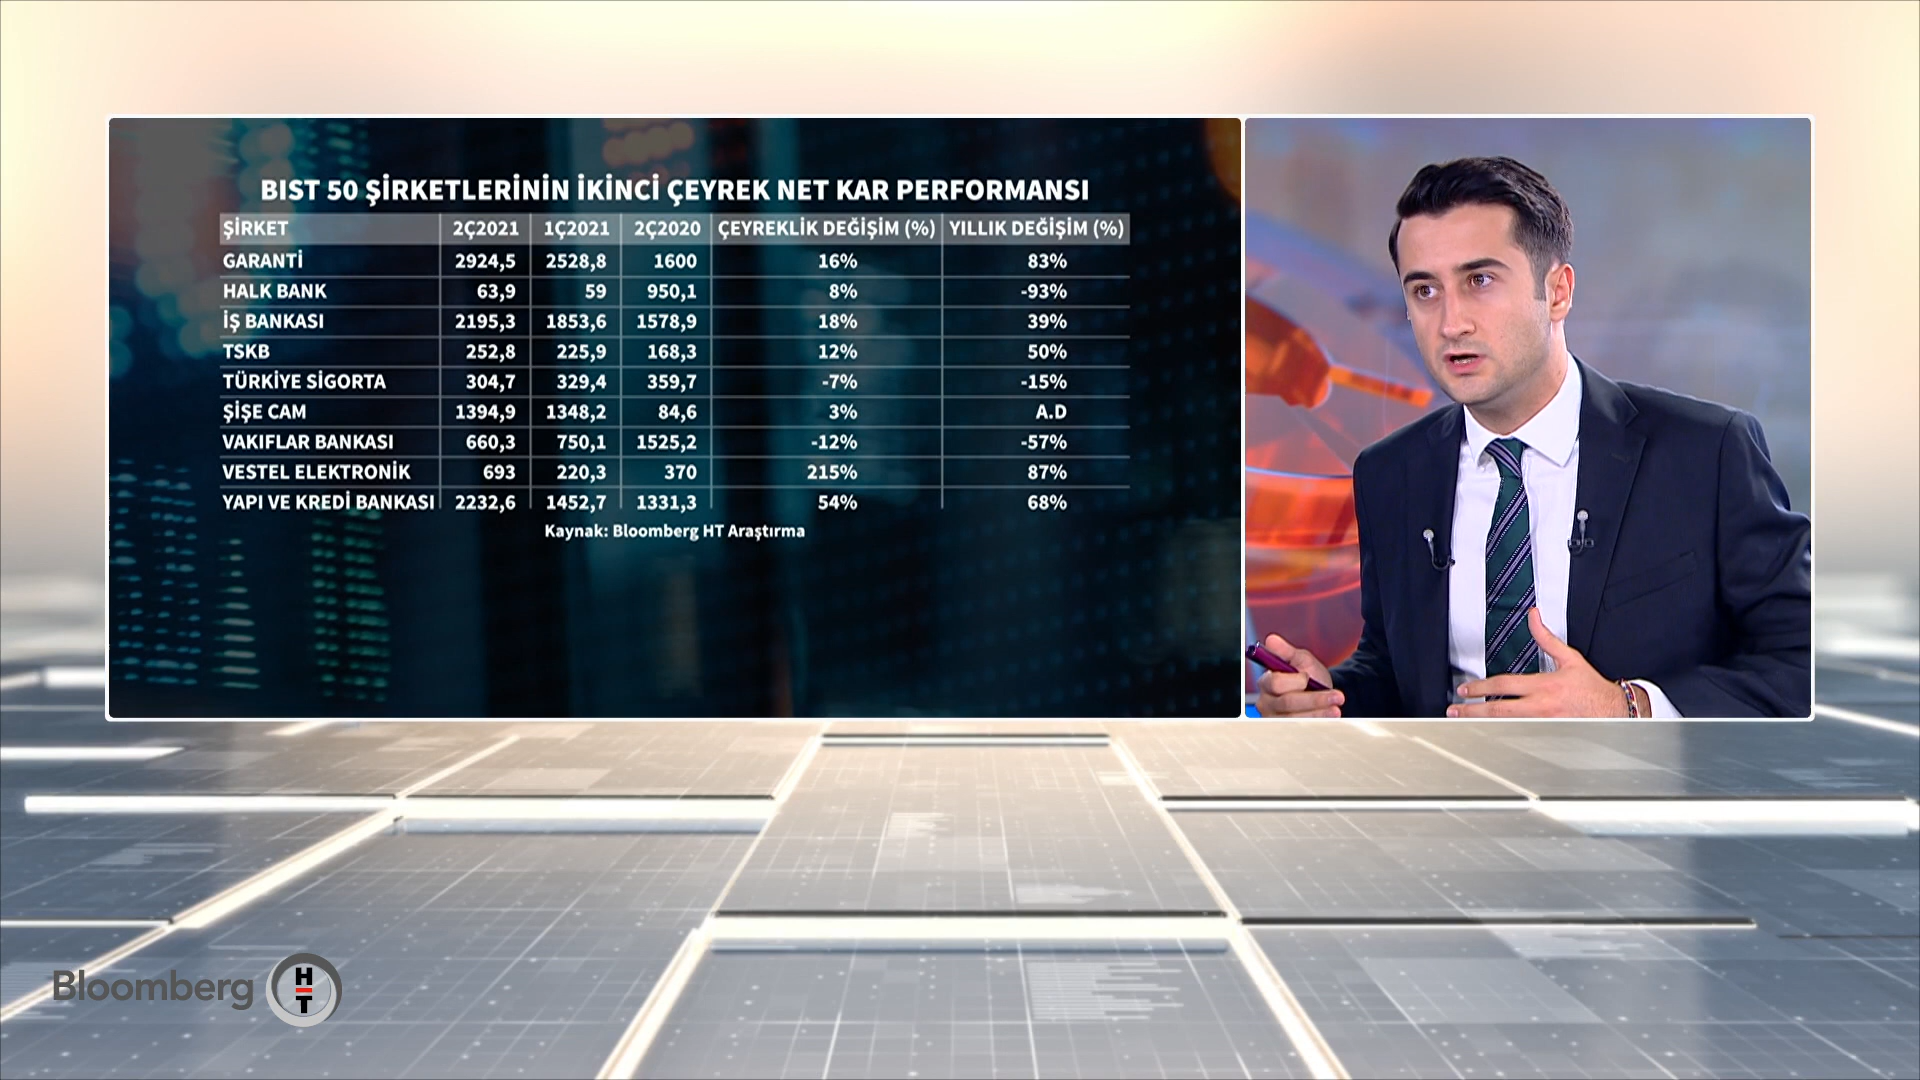 BIST 50 ŞİRKETLERİNİN İKİNCİ ÇEYREK NET KAR PERFORMANSI
ŞİRKET 2Ç2021 1Ç2021 2Ç2020 ÇEYREKLİK DEĞİŞİM (%) YILLIK DEĞİŞİM (%)
GARANTİ 2924,5 2528,8 1600 16% 83%
HALK BANK 63,9 59 950,1 8% -93%
İŞ BANKASI 2195,3 1853,6 1578,9 18% 39%
TSKB 252,8 225,9 168,3 12% 50%
TÜRKİYE SİGORTA 304,7 329,4 359,7 -7% -15%
ŞİŞE CAM 1394,9 1348,2 84,6 3% A.D
VAKIFLAR BANKASI 660,3 750,1 1525,2 -12% -57%
VESTEL ELEKTRONİK 693 220,3 370 215% 87%
YAPI VE KREDİ BANKASI 2232,6 1452,7 1331,3 54% 68%
Kaynak: Bloomberg HT Araştırma
Bloomberg HT